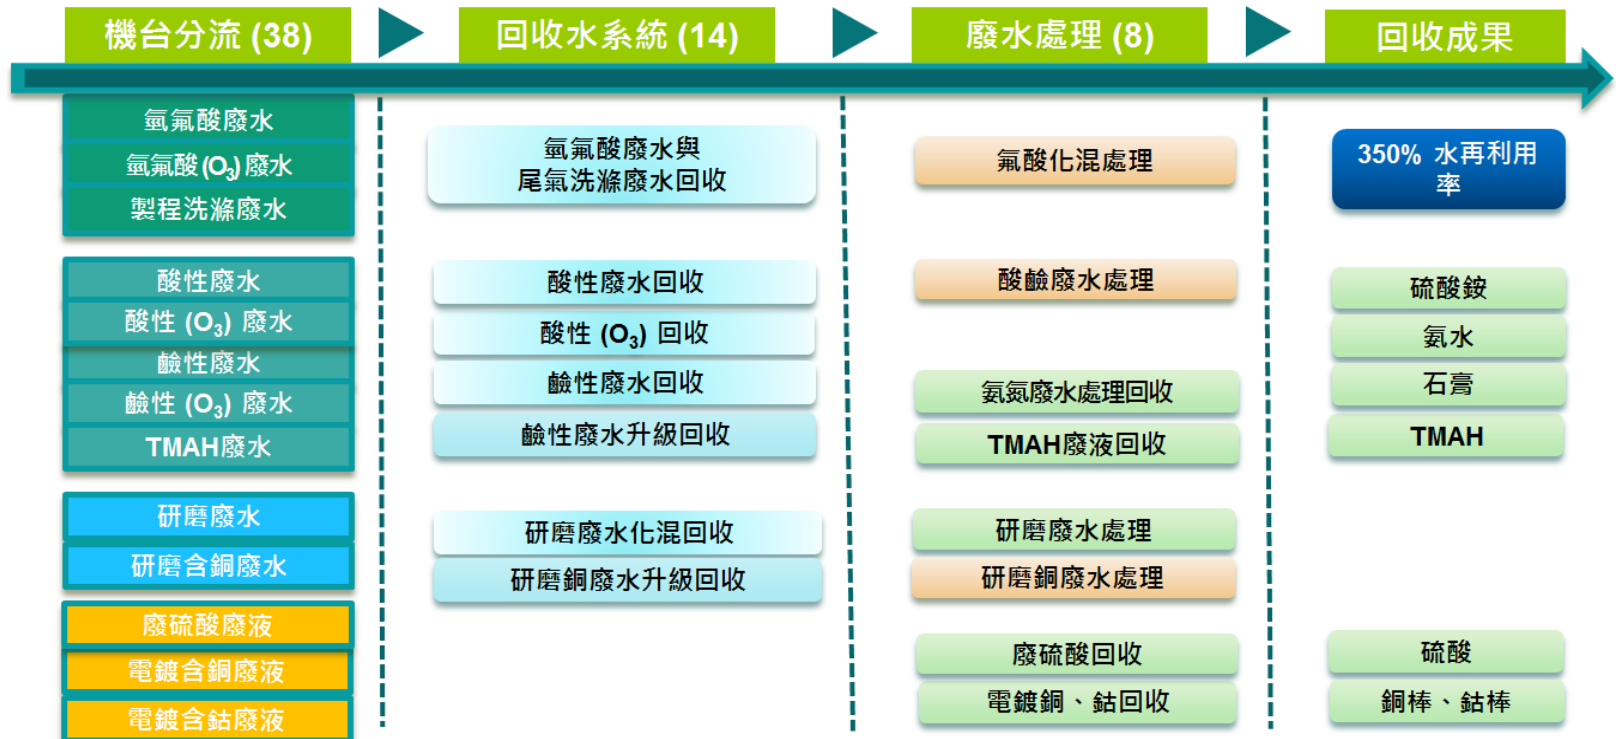 機台分流 (38)
回收水系統 (14)
廢水處理 (8)
回收成果
氫氟酸廢水
氫氟酸(O₃)廢水
製程洗滌廢水
酸性廢水
酸性 (O₃) 廢水
鹼性廢水
鹼性 (O₃) 廢水
TMAH廢水
研磨廢水
研磨含銅廢水
廢硫酸廢液
電鍍含銅廢液
電鍍含鈷廢液
氫氟酸廢水與
尾氣洗滌廢水回收
酸性廢水回收
酸性 (O₃) 回收
鹼性廢水回收
鹼性廢水升級回收
研磨廢水化混回收
研磨銅廢水升級回收
氟酸化混處理
酸鹼廢水處理
氨氮廢水處理回收
TMAH廢液回收
研磨廢水處理
研磨銅廢水處理
廢硫酸回收
電鍍銅、鈷回收
350% 水再利用
率
硫酸銨
氨水
石膏
TMAH
硫酸
銅棒、鈷棒